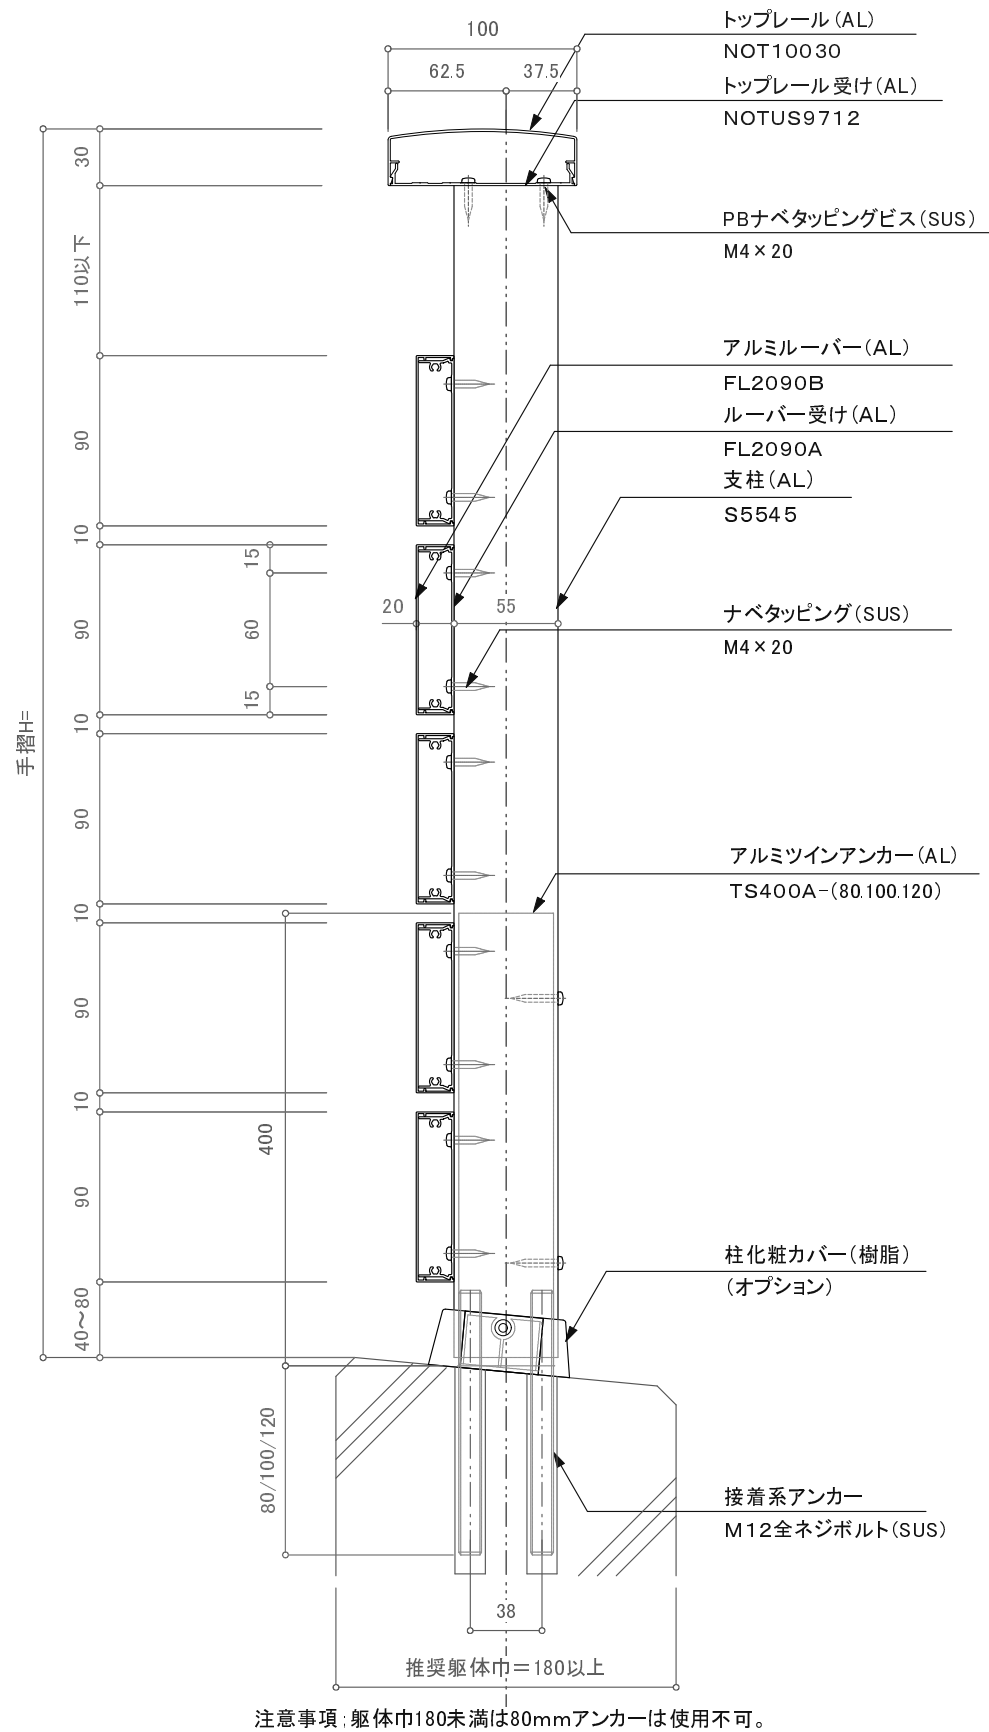 100
62.5
37.5
トップレール(AL)
NOT10030
トップレール受け(AL)
NOTUS9712
30
PBナベタッピングビス(SUS)
M4×20
110以下
アルミルーバー(AL)
FL2090B
ルーバー受け(AL)
FL2090A
支柱(AL)
S5545
90
10
15
20
55
ナベタッピング(SUS)
M4×20
90
60
15
10
手摺H=
90
アルミツインアンカー(AL)
TS400A-(80.100.120)
10
90
10
400
90
柱化粧カバー(樹脂)
(オプション)
40〜80
80/100/120
接着系アンカー
M12全ネジボルト(SUS)
38
推奨躯体巾=180以上
注意事項;躯体巾180未満は80mmアンカーは使用不可。